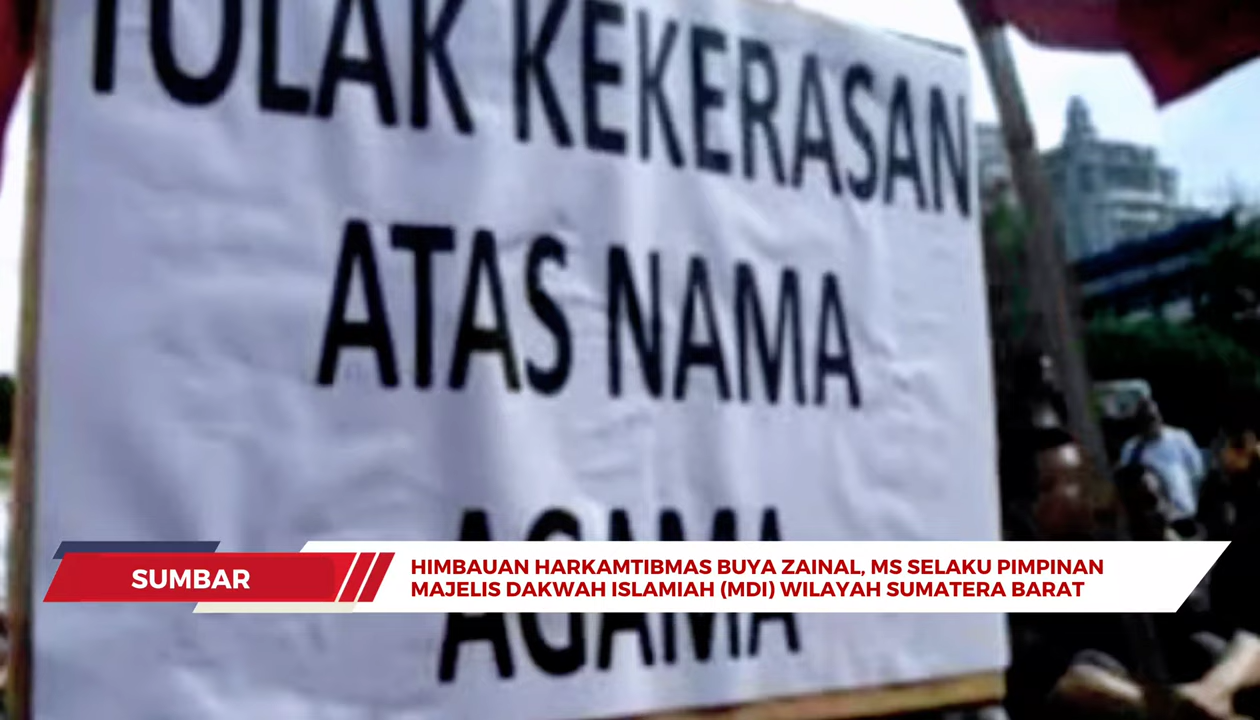 TOLAK KEKERASAN
ATAS NAMA
AGAMA
SUMBAR
HIMBAUAN HARKAMTIBMAS BUYA ZAINAL, MS SELAKU PIMPINAN
MAJELIS DAKWAH ISLAMIAH (MDI) WILAYAH SUMATERA BARAT